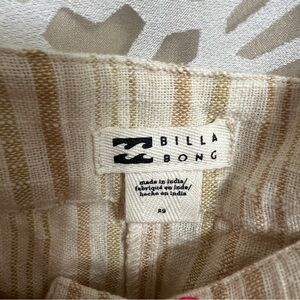 BILLA
BONG
made in india/
fabriqué en inde/
hecho en india
29